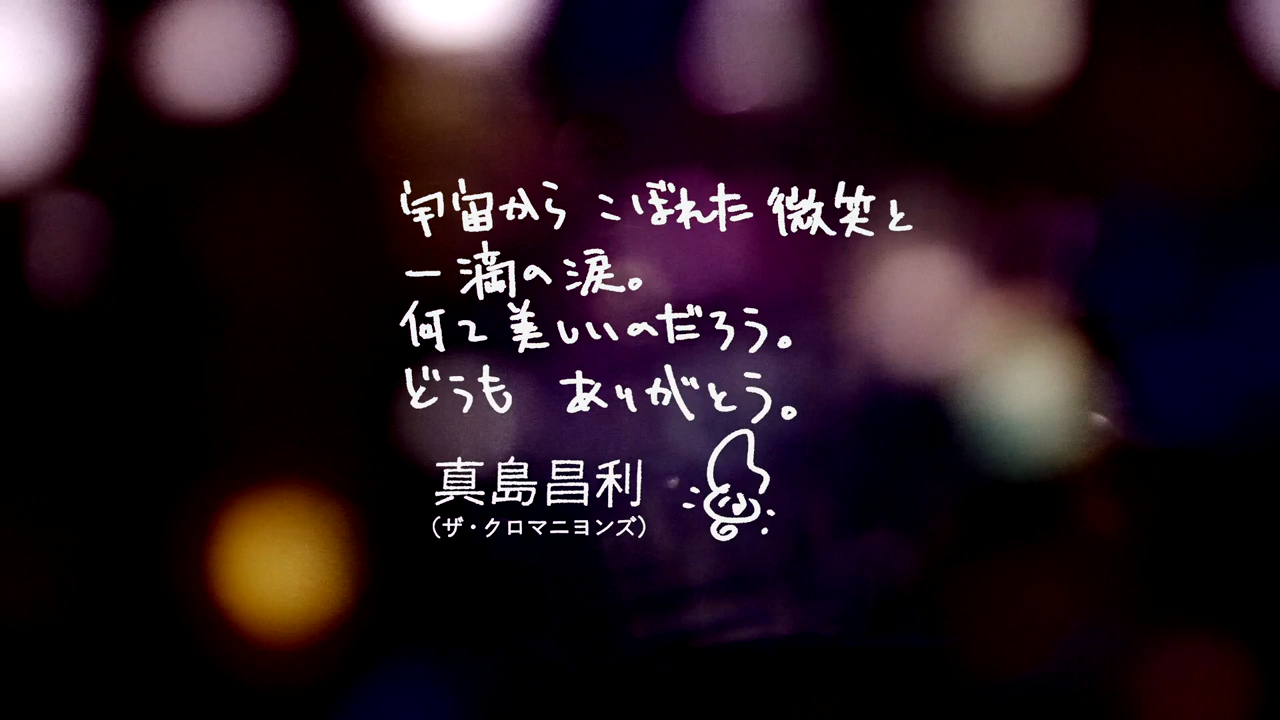 宇宙から こぼれた 微笑と
一滴の涙。
何て 美しいのだろう。
どうも ありがとう。
真島昌利
(ザ・クロマニヨンズ)